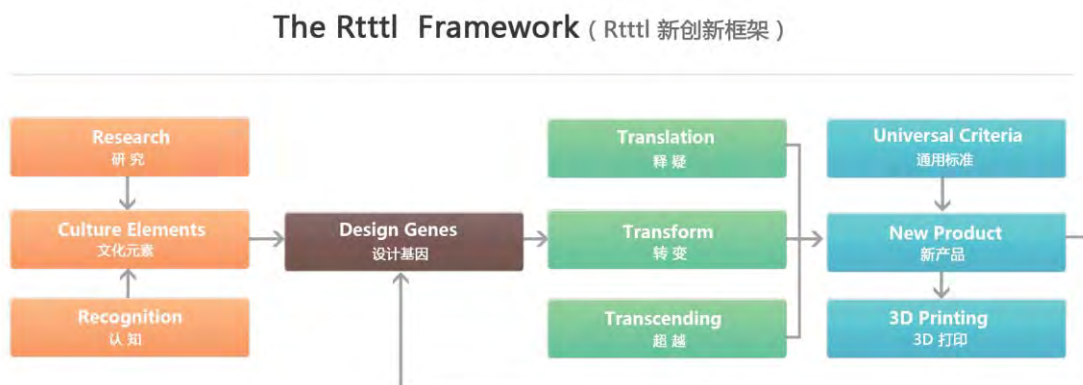 The Rtttl Framework ( Rtttl 新创新框架 )
Research
研 究
Culture Elements
文化元素
Recognition
认 知
Design Genes
设计基因
Translation
释 疑
Transform
转 变
Transcending
超 越
Universal Criteria
通用标准
New Product
新产品
3D Printing
3D 打印